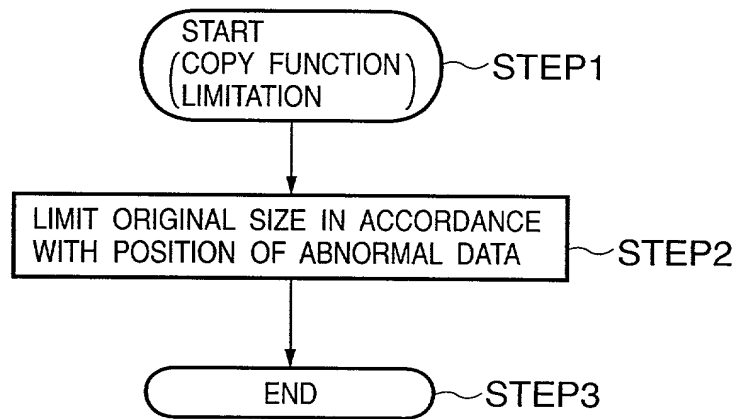 START
(COPY FUNCTION
LIMITATION)
STEP1
LIMIT ORIGINAL SIZE IN ACCORDANCE
WITH POSITION OF ABNORMAL DATA
STEP2
END
STEP3